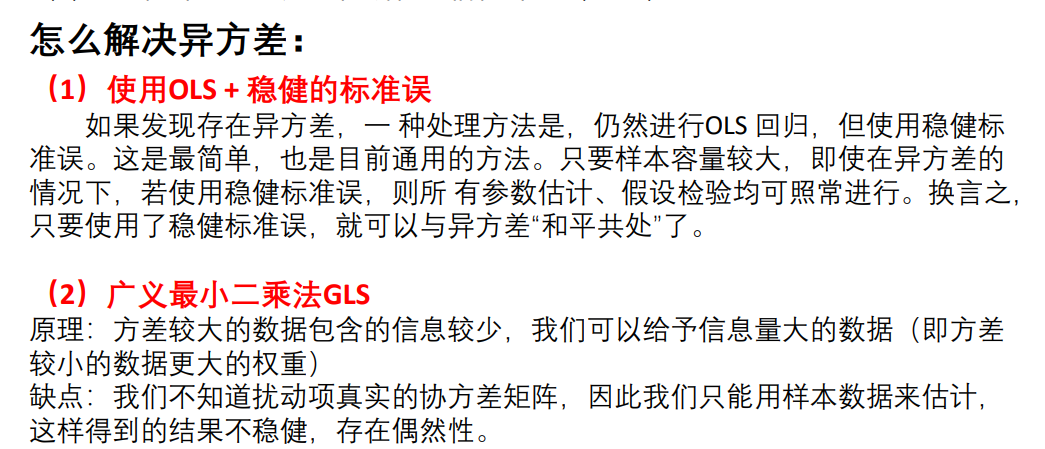 怎么解决异方差：
（1）使用OLS + 稳健的标准误
如果发现存在异方差，一 种处理方法是，仍然进行OLS 回归，但使用稳健标
准误。这是最简单，也是目前通用的方法。只要样本容量较大，即使在异方差的
情况下，若使用稳健标准误，则所 有参数估计、假设检验均可照常进行。换言之，
只要使用了稳健标准误，就可以与异方差“和平共处”了。
（2）广义最小二乘法GLS
原理：方差较大的数据包含的信息较少，我们可以给予信息量大的数据（即方差
较小的数据更大的权重）
缺点：我们不知道扰动项真实的协方差矩阵，因此我们只能用样本数据来估计，
这样得到的结果不稳健，存在偶然性。